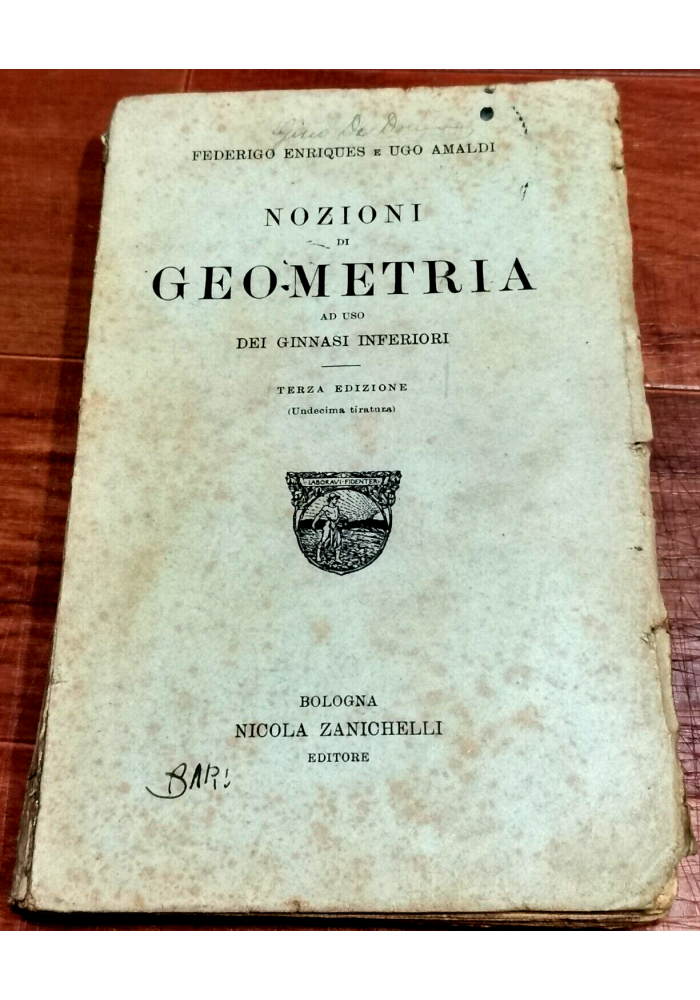 FEDERIGO ENRIQUES E UGO AMALDI
NOZIONI
DI
GEOMETRIA
AD USO
DEI GINNASI INFERIORI
TERZA EDIZIONE
(Undecima tiratura)
LABORAVI·FIDENTER
BOLOGNA
NICOLA ZANICHELLI
EDITORE
BARI